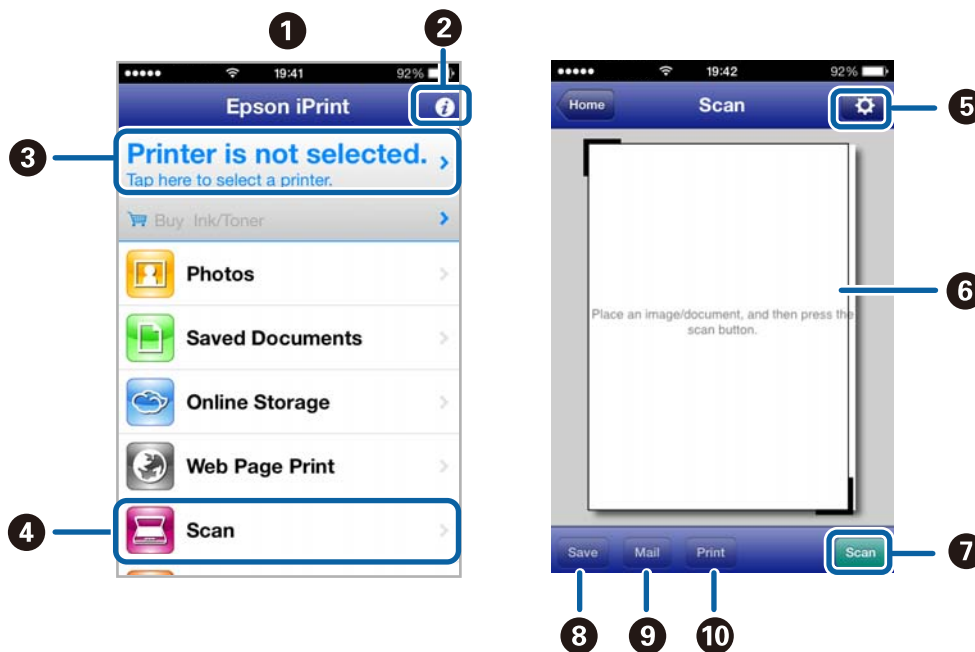 1
2
19:41
92%
Epson iPrint
i
3
Printer is not selected.
Tap here to select a printer.
Buy Ink/Toner
Photos
Saved Documents
Online Storage
Web Page Print
4
Scan
19:42
92%
Home
Scan
5
6
Place an image/document, and then press the
scan button.
Save
Mail
Print
Scan
7
8
9
10